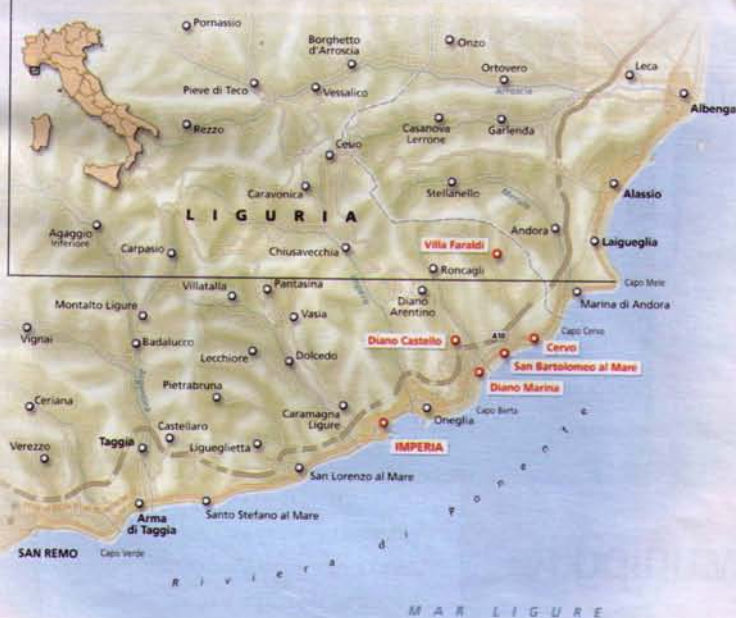 Pornassio
Borghetto
d'Arroscia
Onzo
Ortovero
Leca
Arroscia
Albenga
Pieve di Teco
Vessalico
Rezzo
Casanova
Lerrone
Garlenda
Cesio
Caravonica
Stellanello
Alassio
LIGURIA
Agaggio
Inferiore
Carpasio
Chiusavecchia
Villa Faraldi
Andora
Laigueglia
Roncagli
Capo Mele
Villatalla
Pantasina
Diano
Arentino
Marina di Andora
Montalto Ligure
Vasia
Vignai
Badalucco
Lecchiore
Dolcedo
Diano Castello
A10
Capo Cervo
Cervo
San Bartolomeo al Mare
Diano Marina
Pietrabruna
Ceriana
Castellaro
Caramagna
Ligure
Oneglia
Capo Berta
Verezzo
Taggia
Ligueglietta
IMPERIA
San Lorenzo al Mare
Arma
di Taggia
Santo Stefano al Mare
SAN REMO
Capo Verde
Riviera di Ponente
MAR LIGURE